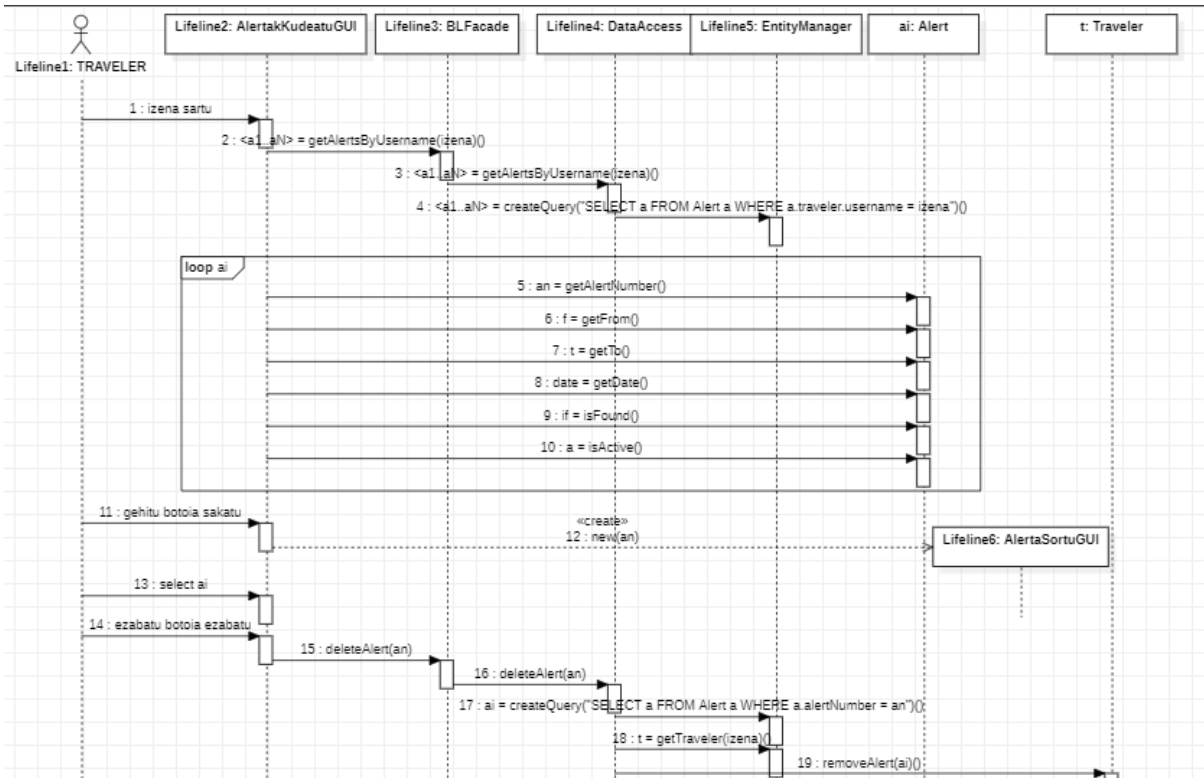 Lifeline2: AlertakKudeatuGUI
Lifeline3: BLFacade
Lifeline4: DataAccess
Lifeline5: EntityManager
ai: Alert
t: Traveler
Lifeline1: TRAVELER
1 : izena sartu
2 : <a1..aN> = getAlertsByUsername(izena)()
3 : <a1..aN> = getAlertsByUsername(izena)()
4 : <a1..aN> = createQuery("SELECT a FROM Alert a WHERE a.traveler.username = izena")()
loop ai
5 : an = getAlertNumber()
6 : f = getFrom()
7 : t = getTo()
8 : date = getDate()
9 : if = isFound()
10 : a = isActive()
11 : gehitu botoia sakatu
«create»
12 : new(an)
Lifeline6: AlertaSortuGUI
13 : select ai
14 : ezabatu botoia ezabatu
15 : deleteAlert(an)
16 : deleteAlert(an)
17 : ai = createQuery("SELECT a FROM Alert a WHERE a.alertNumber = an")()
18 : t = getTraveler(izena)()
19 : removeAlert(ai)()